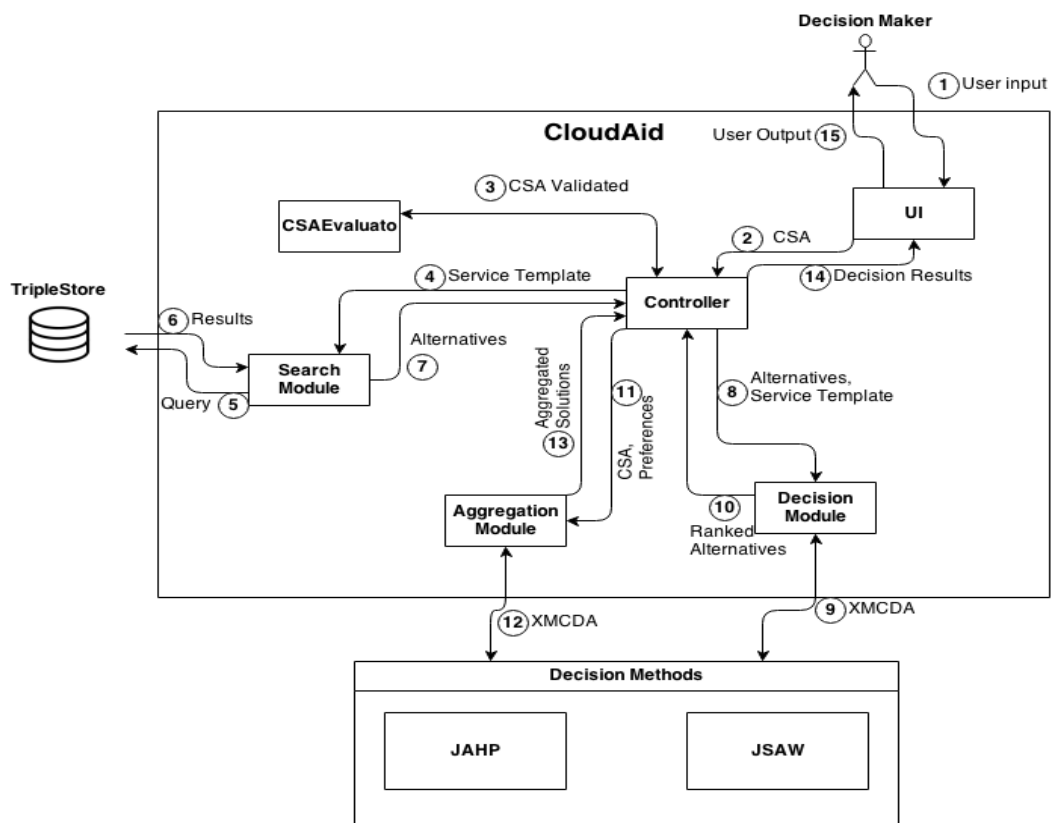 Decision Maker
1 User input
CloudAid
User Output 15
3 CSA Validated
CSAEvaluato
UI
2 CSA
4 Service Template
14 Decision Results
TripleStore
Controller
6 Results
Alternatives
7
Search
Module
Query 5
Aggregated
Solutions
13
11
CSA,
Preferences
8
Alternatives,
Service Template
Aggregation
Module
Decision
Module
10
Ranked
Alternatives
12 XMCDA
9 XMCDA
Decision Methods
JAHP
JSAW